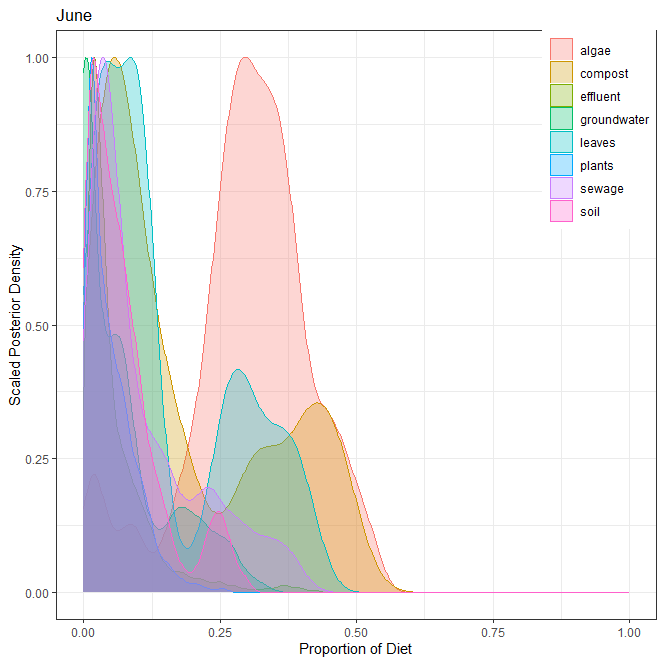 June
algae
compost
effluent
groundwater
leaves
plants
sewage
soil
1.00
0.75
0.50
0.25
0.00
Scaled Posterior Density
0.00 0.25 0.50 0.75 1.00
Proportion of Diet